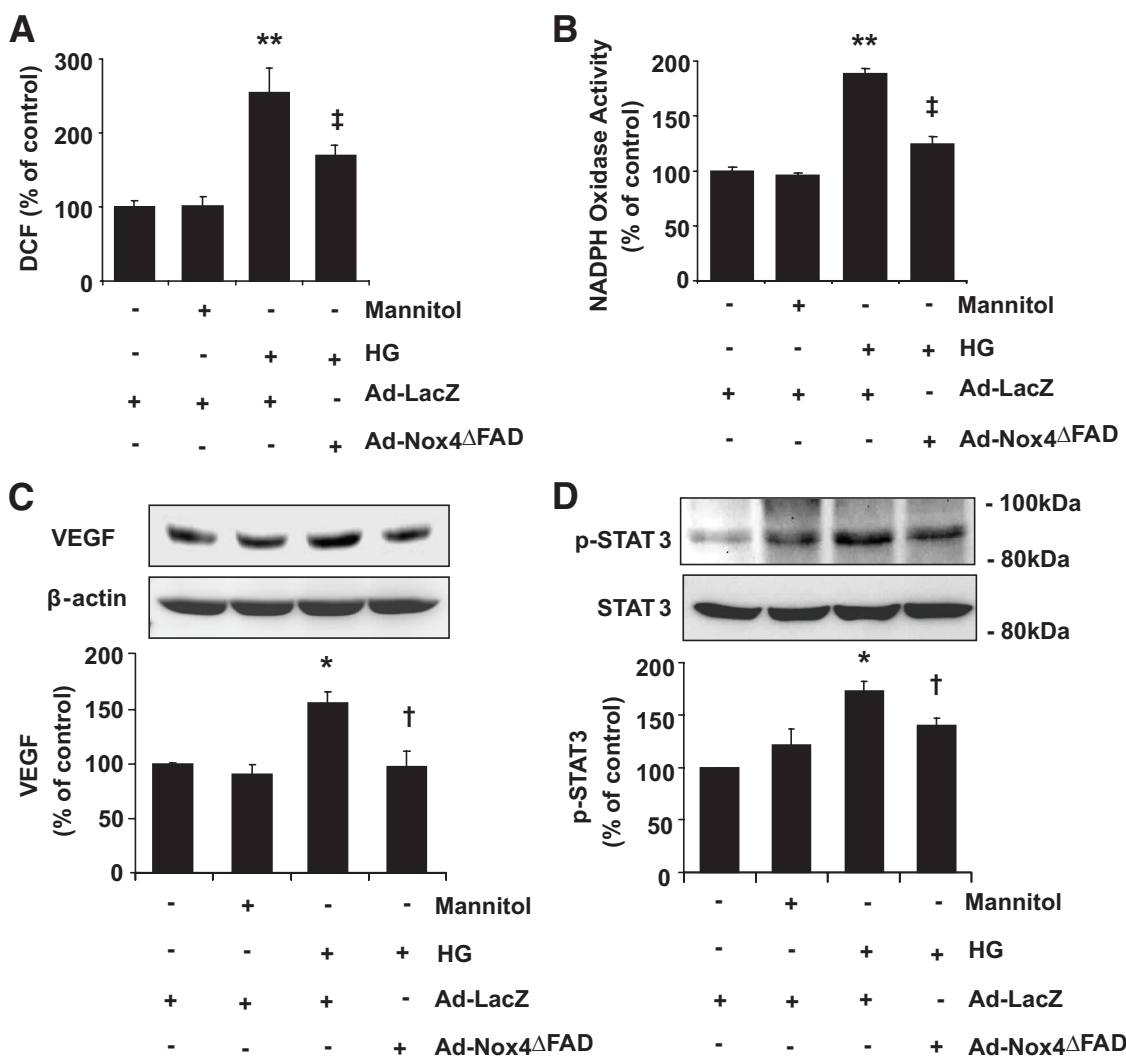 A
DCF (% of control)
300
200
100
0
**
‡
- + - - Mannitol
- - + + HG
+ + + - Ad-LacZ
- - - + Ad-Nox4ΔFAD
B
NADPH Oxidase Activity
(% of control)
200
150
100
50
0
**
‡
- + - - Mannitol
- - + + HG
+ + + - Ad-LacZ
- - - + Ad-Nox4ΔFAD
C
VEGF
β-actin
VEGF
(% of control)
200
150
100
50
0
*
†
- + - - Mannitol
- - + + HG
+ + + - Ad-LacZ
- - - + Ad-Nox4ΔFAD
D
p-STAT 3
- 100kDa
- 80kDa
STAT 3
- 80kDa
p-STAT3
(% of control)
200
150
100
50
0
*
†
- + - - Mannitol
- - + + HG
+ + + - Ad-LacZ
- - - + Ad-Nox4ΔFAD